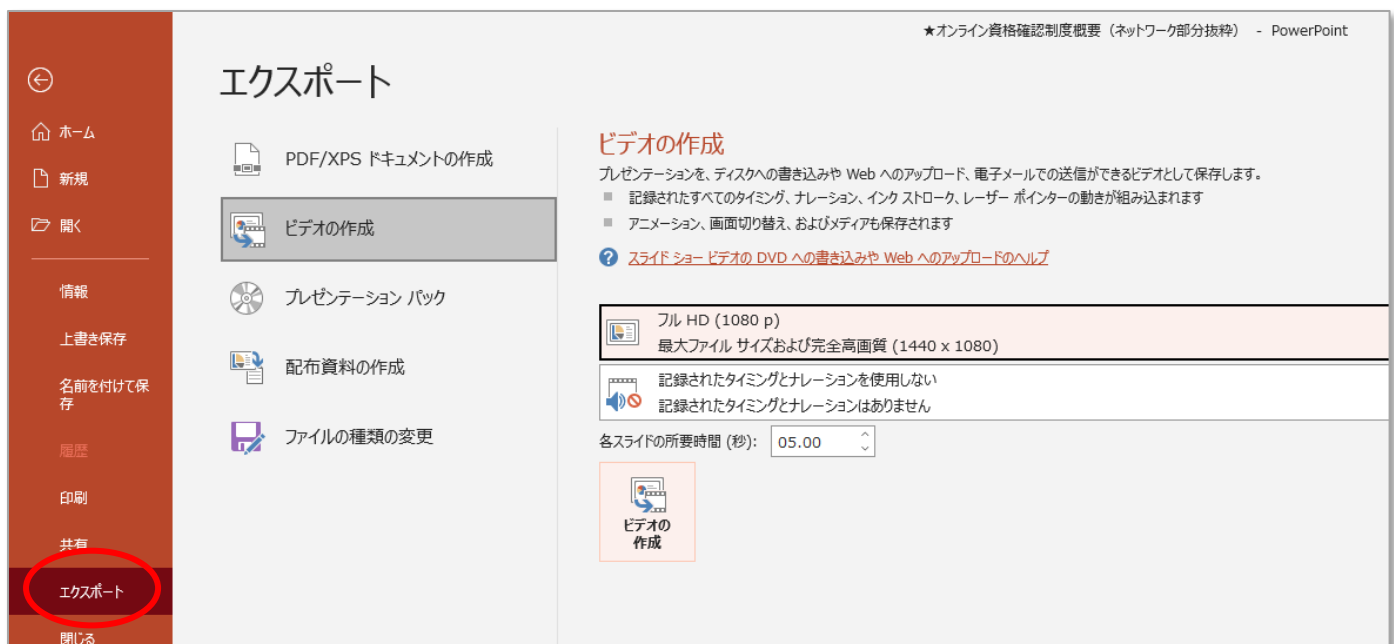 ★オンライン資格確認制度概要（ネットワーク部分抜粋） - PowerPoint
ホーム
新規
開く
情報
上書き保存
名前を付けて保
存
履歴
印刷
共有
エクスポート
閉じる
エクスポート
PDF/XPS ドキュメントの作成
ビデオの作成
プレゼンテーション パック
配布資料の作成
ファイルの種類の変更
ビデオの作成
プレゼンテーションを、ディスクへの書き込みや Web へのアップロード、電子メールでの送信ができるビデオとして保存します。
記録されたすべてのタイミング、ナレーション、インク ストローク、レーザー ポインターの動きが組み込まれます
アニメーション、画面切り替え、およびメディアも保存されます
スライド ショー ビデオの DVD への書き込みや Web へのアップロードのヘルプ
フル HD (1080 p)
最大ファイル サイズおよび完全高画質 (1440 x 1080)
記録されたタイミングとナレーションを使用しない
記録されたタイミングとナレーションはありません
各スライドの所要時間 (秒): 05.00
ビデオの
作成